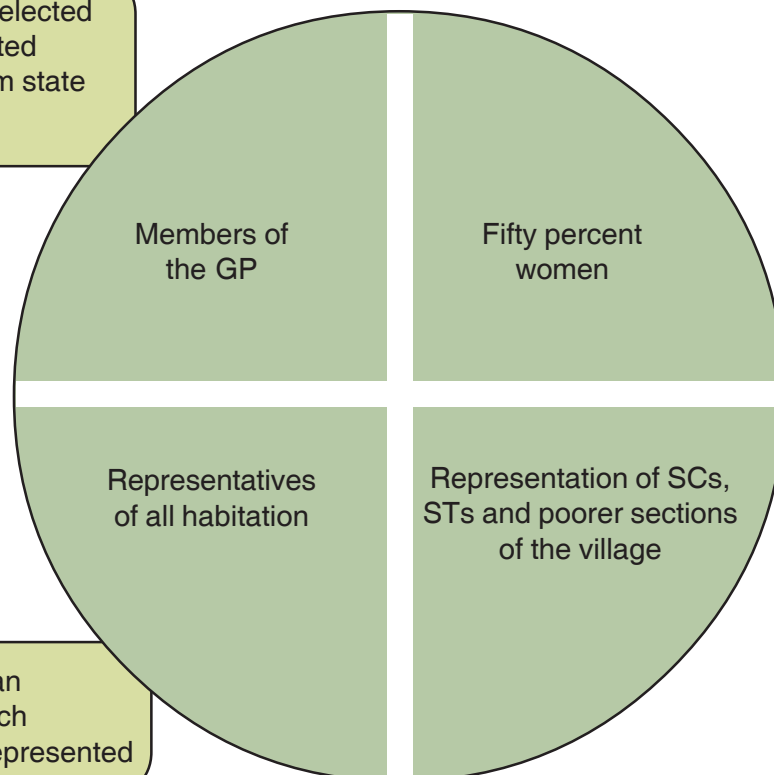 elected
ted
m state
Members of
the GP
Fifty percent
women
Representatives
of all habitation
Representation of SCs,
STs and poorer sections
of the village
an
ch
epresented